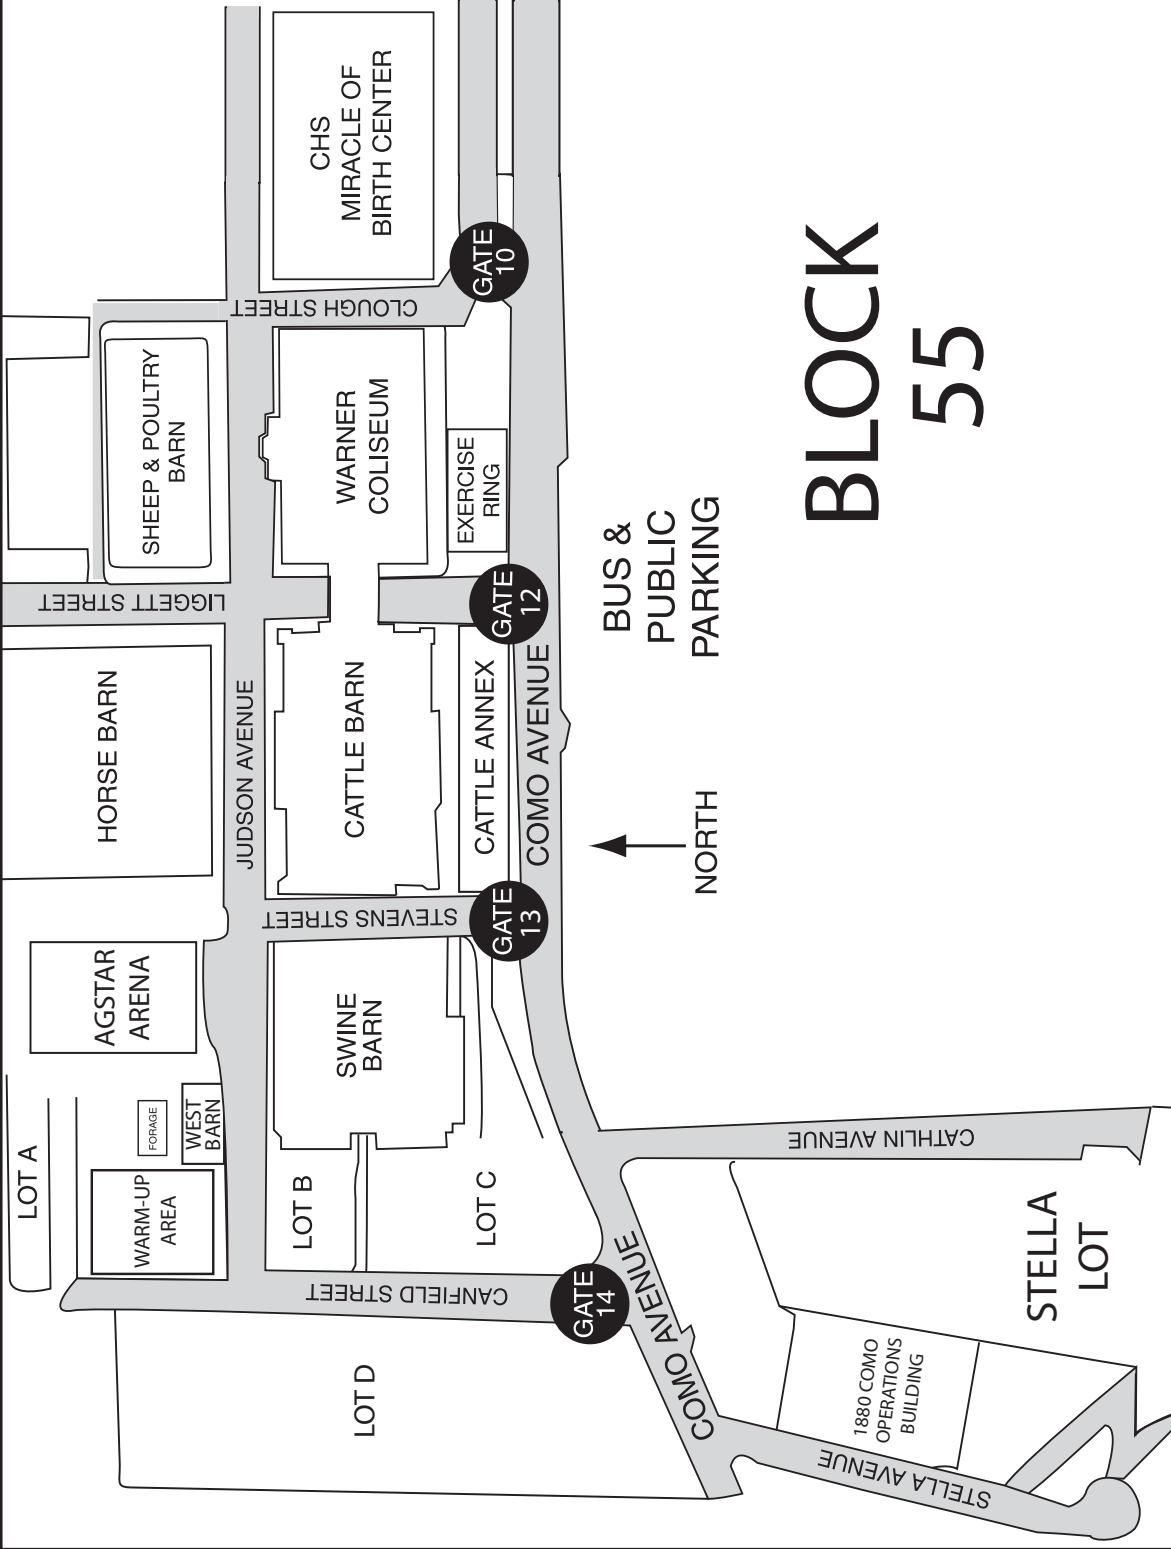 LOT A
WARM-UP
AREA
FORAGE
WEST
BARN
AGSTAR
ARENA
HORSE BARN
LIGGETT STREET
SHEEP & POULTRY
BARN
JUDSON AVENUE
LOT D
CANFIELD STREET
LOT B
LOT C
SWINE
BARN
STEVENS STREET
CATTLE BARN
CATTLE ANNEX
WARNER
COLISEUM
EXERCISE
RING
CLOUGH STREET
CHS
MIRACLE OF
BIRTH CENTER
GATE
14
GATE
13
GATE
12
GATE
10
COMO AVENUE
COMO AVENUE
NORTH
BUS &
PUBLIC
PARKING
CATHLIN AVENUE
STELLA AVENUE
1880 COMO
OPERATIONS
BUILDING
STELLA
LOT
BLOCK
55